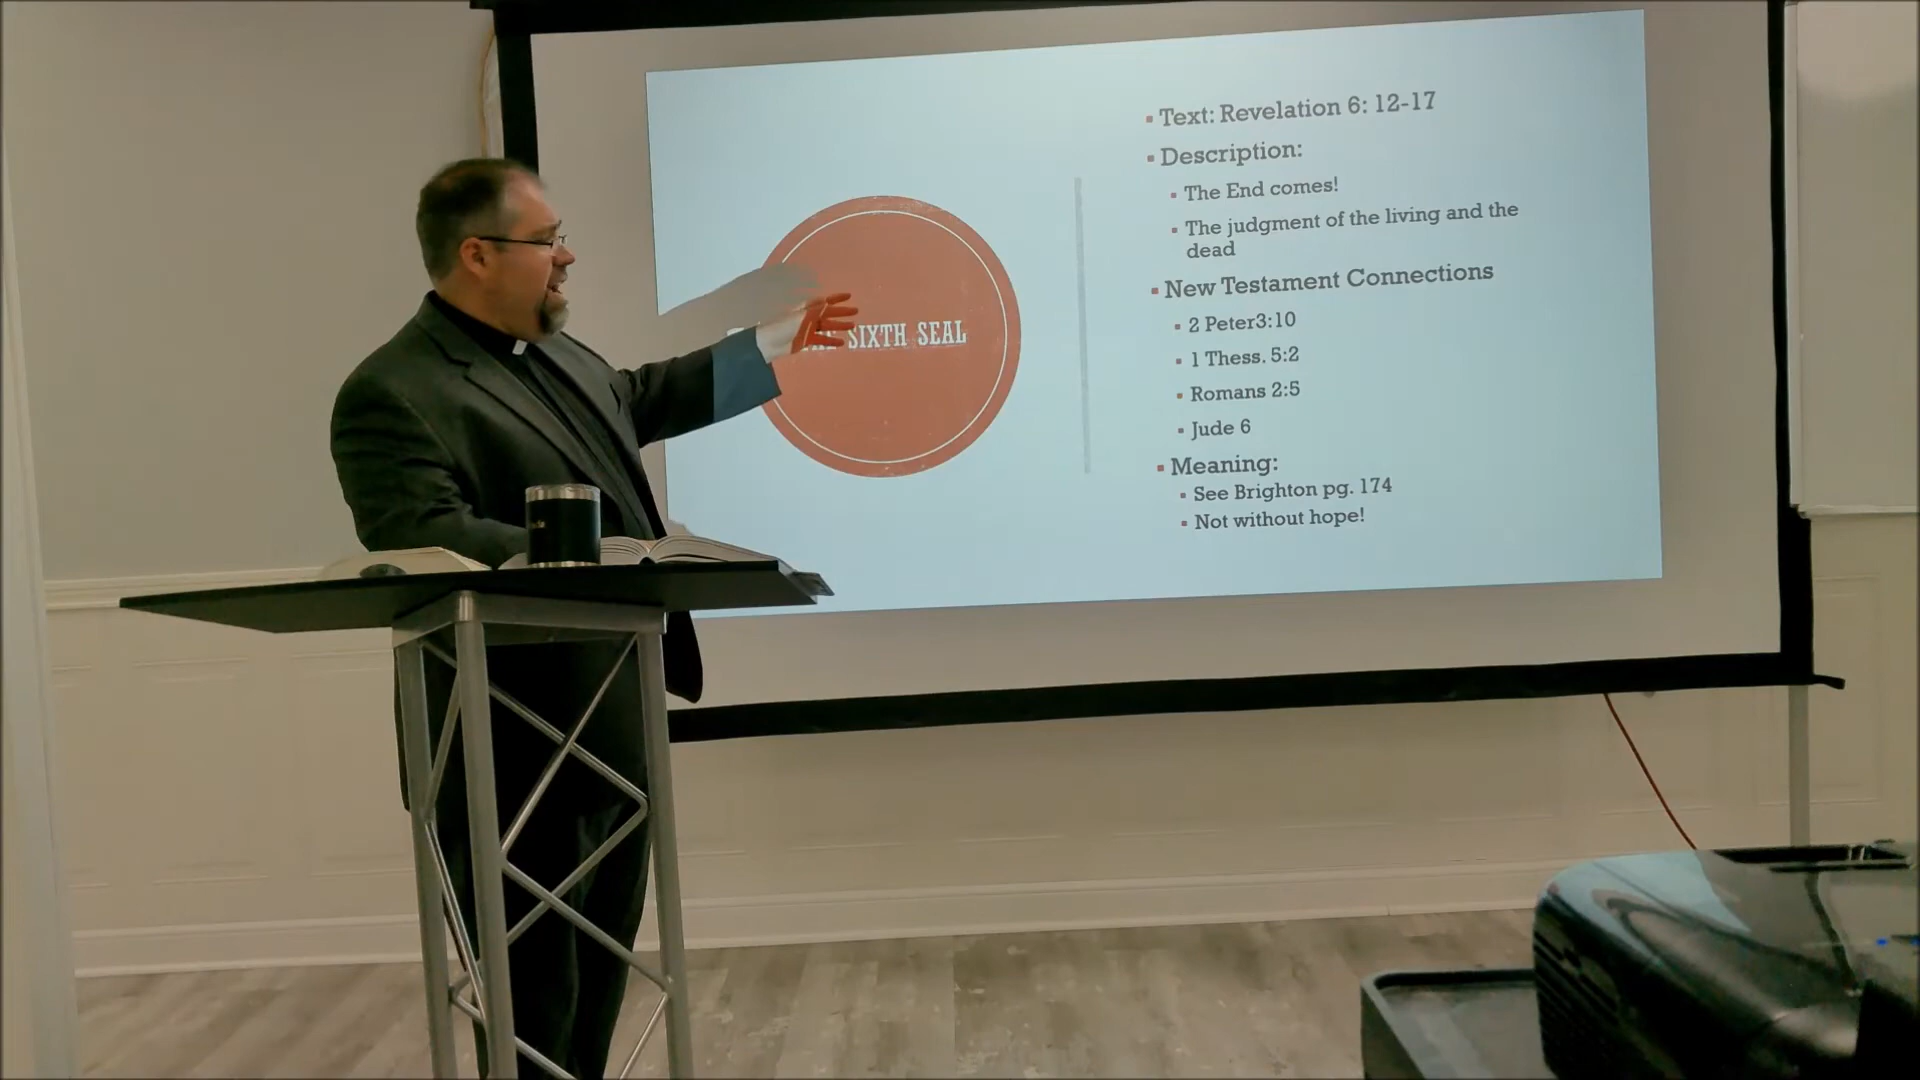 SIXTH SEAL
Text: Revelation 6: 12-17
Description:
The End comes!
The judgment of the living and the
dead
New Testament Connections
2 Peter3:10
1 Thess. 5:2
Romans 2:5
Jude 6
Meaning:
See Brighton pg. 174
Not without hope!